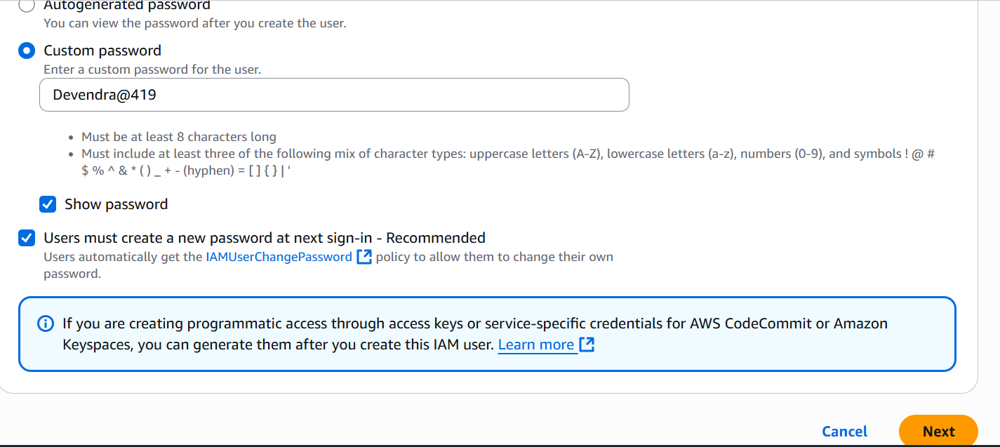 Autogenerated password
You can view the password after you create the user.
Custom password
Enter a custom password for the user.
Devendra@419
• Must be at least 8 characters long
• Must include at least three of the following mix of character types: uppercase letters (A-Z), lowercase letters (a-z), numbers (0-9), and symbols ! @ #
$ % ^ & * ( ) _ + - (hyphen) = [ ] { } | '
Show password
Users must create a new password at next sign-in - Recommended
Users automatically get the IAMUserChangePassword policy to allow them to change their own
password.
If you are creating programmatic access through access keys or service-specific credentials for AWS CodeCommit or Amazon
Keyspaces, you can generate them after you create this IAM user. Learn more
Cancel
Next